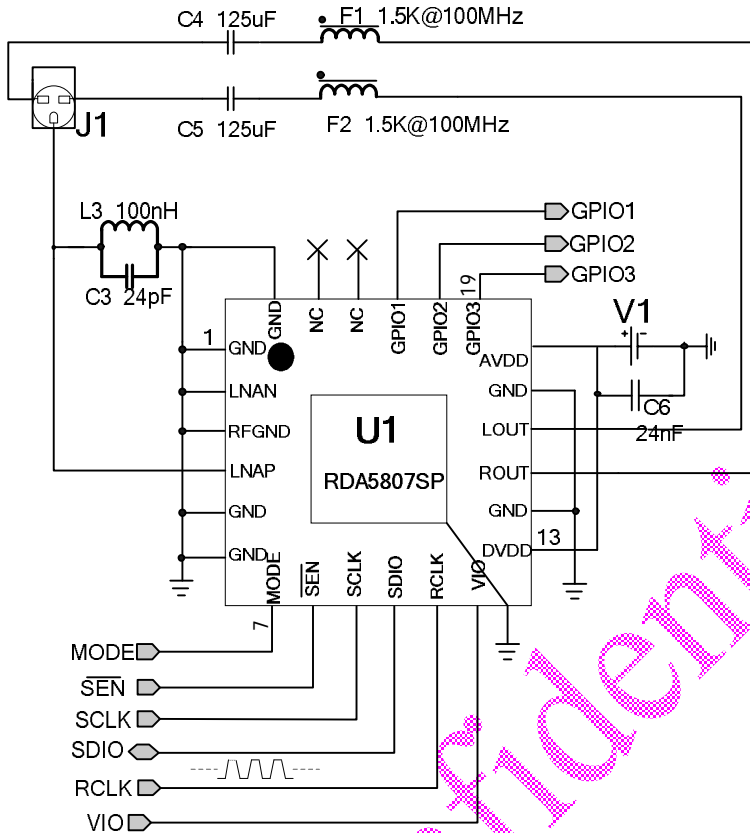 C4 125uF
F1 1.5K@100MHz
J1
C5 125uF
F2 1.5K@100MHz
L3 100nH
C3 24pF
GPIO1
GPIO2
GPIO3
19
GND
NC
NC
GPIO1
GPIO2
GPIO3
V1
+ -
1
GND
LNAN
RFGND
LNAP
GND
GND
AVDD
GND
LOUT
ROUT
GND
DVDD
13
C6
24nF
U1
RDA5807SP
MODE
SEN
SCLK
SDIO
RCLK
VIO
7
MODE
SEN
SCLK
SDIO
RCLK
VIO
fidenti